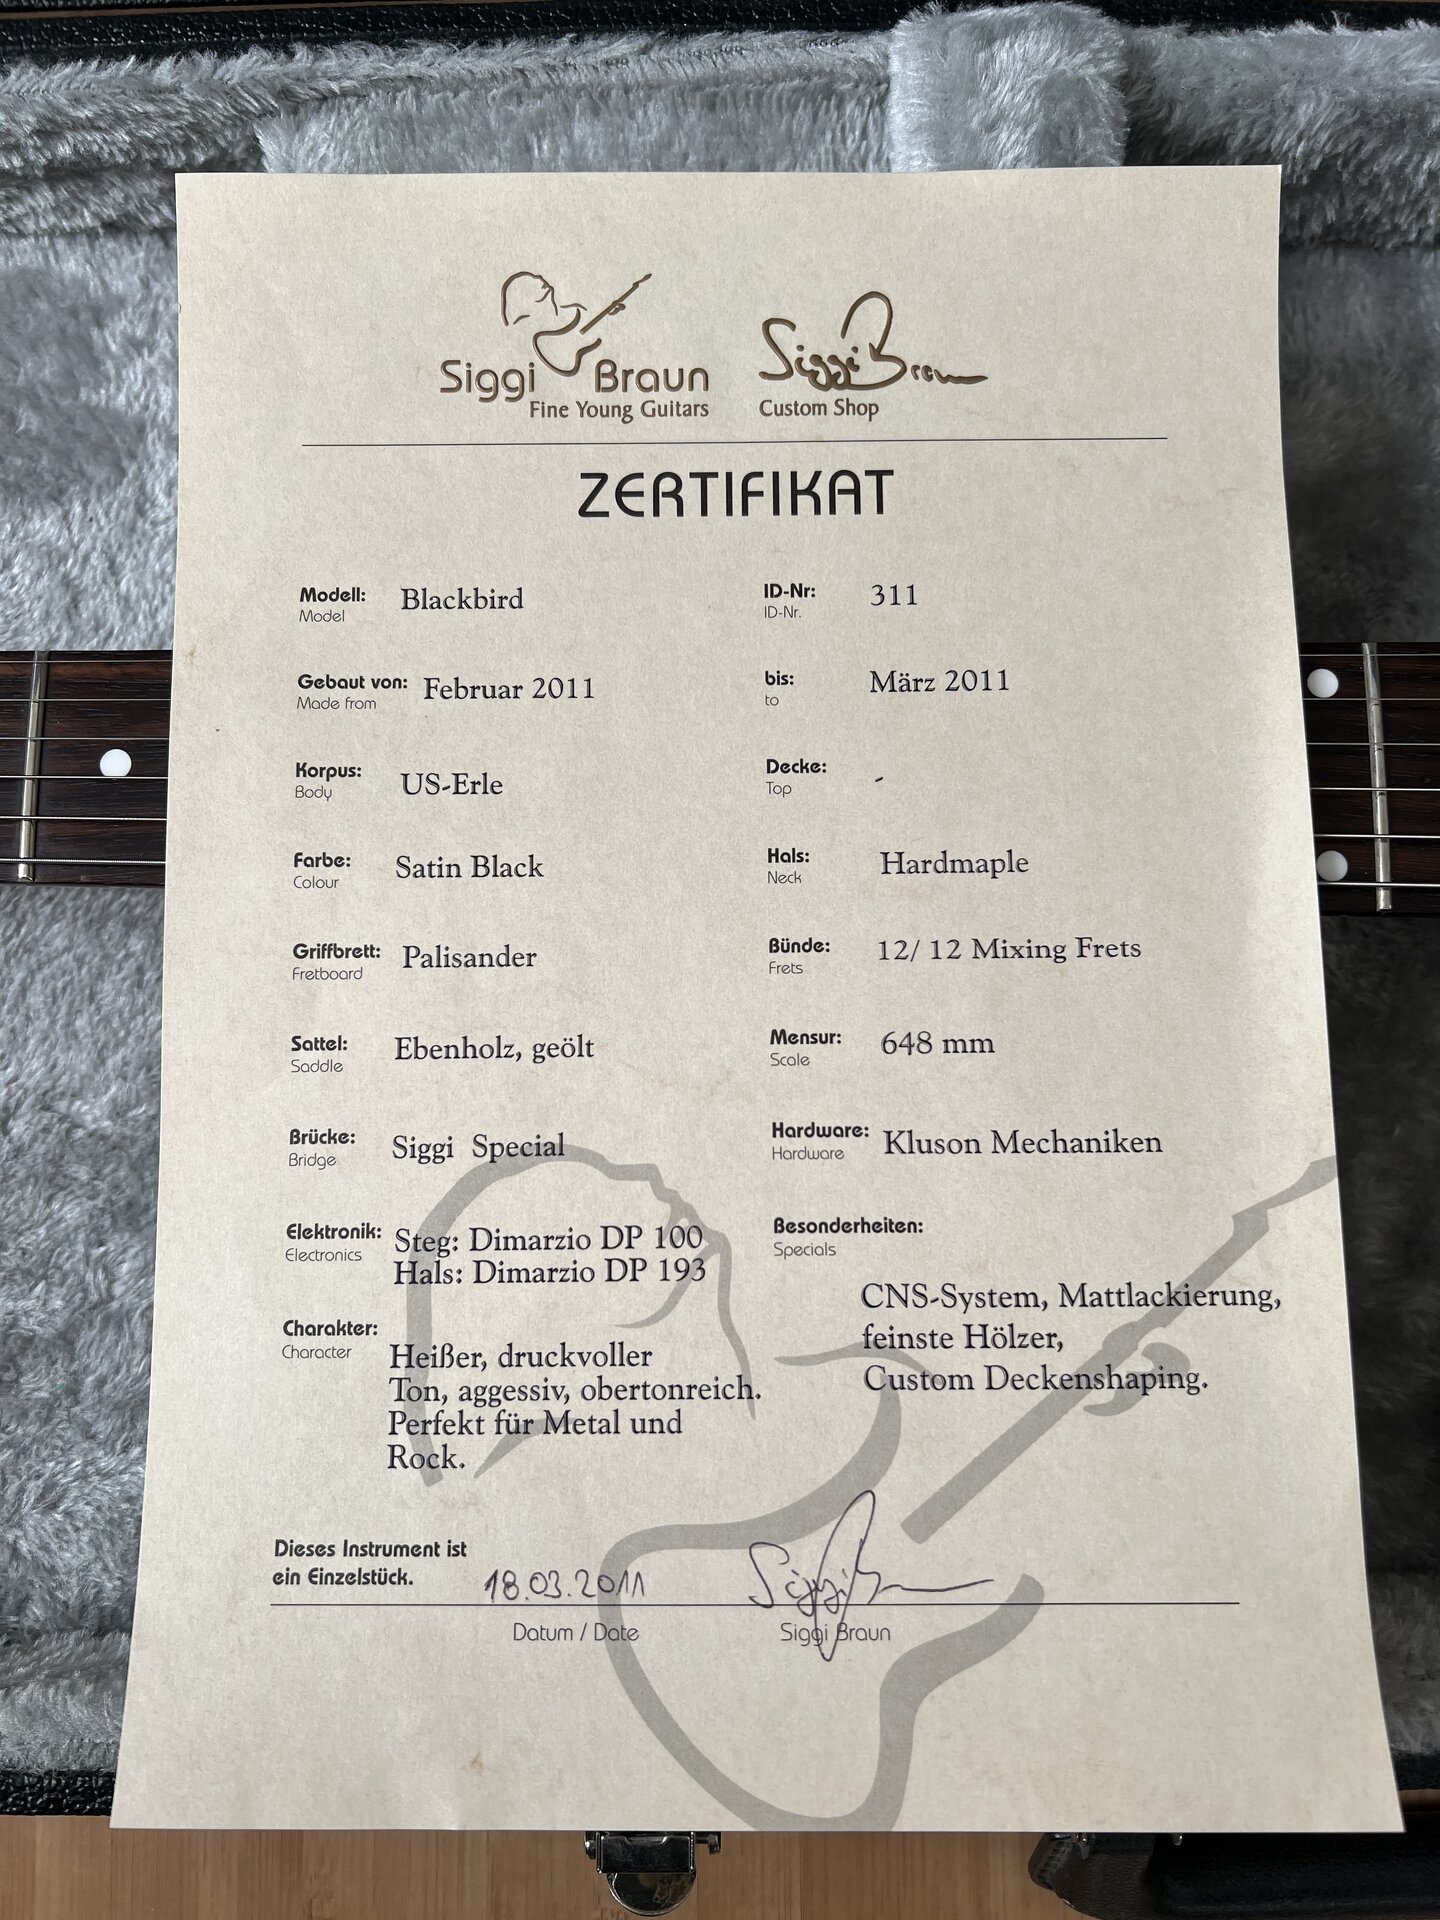 Siggi Braun
Fine Young Guitars
Siggi Braun
Custom Shop
ZERTIFIKAT
Modell: Blackbird
Model
ID-Nr: 311
ID-Nr.
Gebaut von: Februar 2011
Made from
bis: März 2011
to
Korpus: US-Erle
Body
Decke: -
Top
Farbe: Satin Black
Colour
Hals: Hardmaple
Neck
Griffbrett: Palisander
Fretboard
Bünde: 12/ 12 Mixing Frets
Frets
Sattel: Ebenholz, geölt
Saddle
Mensur: 648 mm
Scale
Brücke: Siggi Special
Bridge
Hardware: Kluson Mechaniken
Hardware
Elektronik: Steg: Dimarzio DP 100
Electronics Hals: Dimarzio DP 193
Besonderheiten:
Specials
CNS-System, Mattlackierung,
feinste Hölzer,
Custom Deckenshaping.
Charakter:
Character Heißer, druckvoller
Ton, aggessiv, obertonreich.
Perfekt für Metal und
Rock.
Dieses Instrument ist
ein Einzelstück.
18.03.2011
Siggi Braun
Datum / Date
Siggi Braun